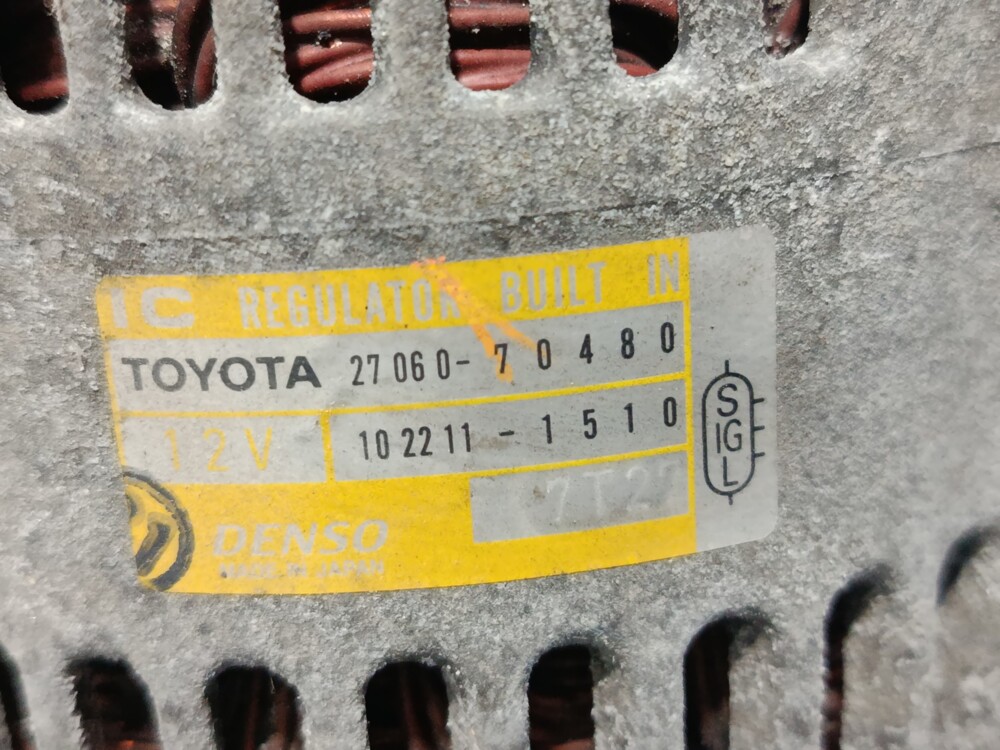 IC REGULATOR BUILT IN
TOYOTA 27060-70480
12V 102211-1510
DENSO
MADE IN JAPAN
S
IG
L